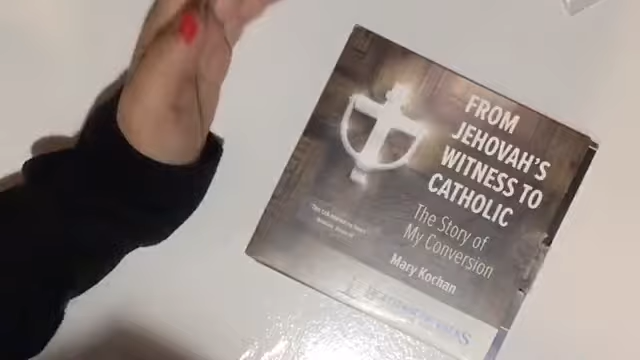 FROM
JEHOVAH'S
WITNESS TO
CATHOLIC
The Story of
My Conversion
Mary Kochan